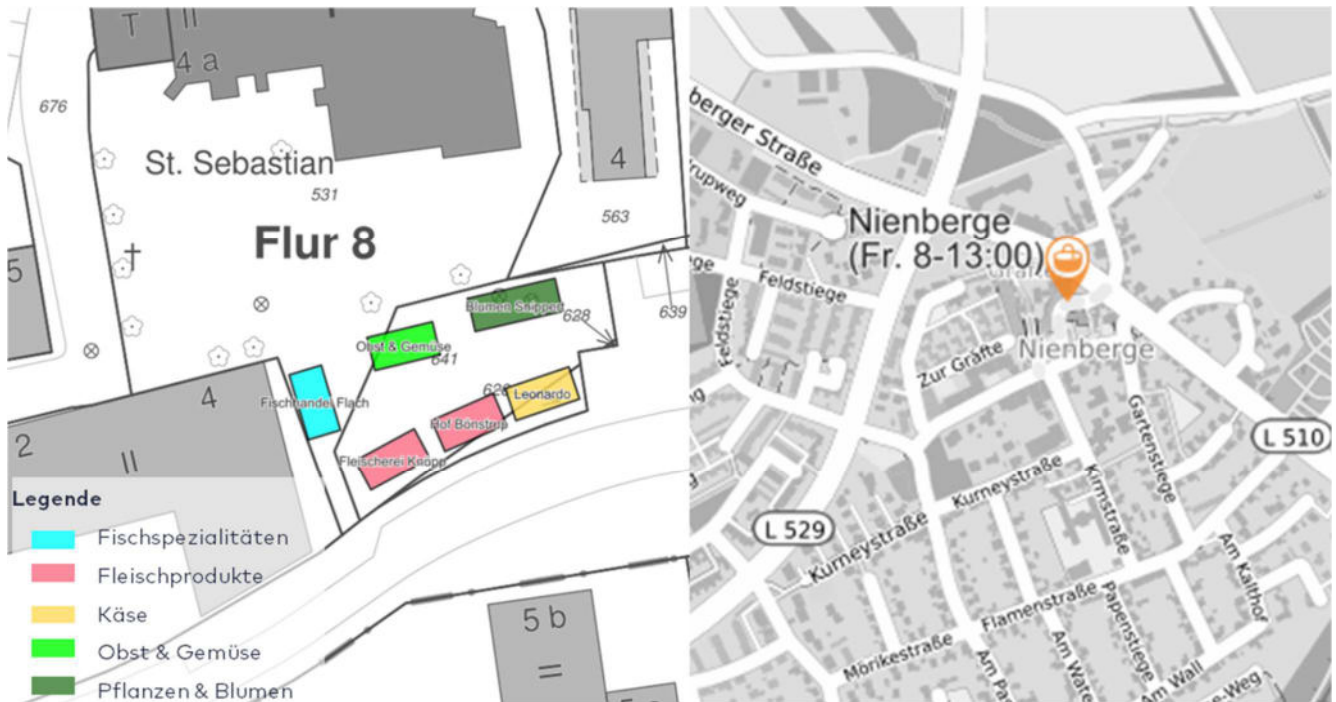 T
II
4 a
676
St. Sebastian
531
4
563
Flur 8
5
Blumen Snippert
628
639
Obst & Gemüse
641
Fischhandel Flach
Leonardo
4
Hof Bönstrup
Fleischerei Knopp
2
II
Legende
Fischspezialitäten
Fleischprodukte
Käse
Obst & Gemüse
Pflanzen & Blumen
5 b
berger Straße
Nienberge
(Fr. 8-13:00)
Feldstiege
Feldstiege
Nienberge
Zur Gräfte
Gartenstiege
L 510
Kurneystraße
Kirmstraße
L 529
Kurneystraße
Am Kalthof
Flamenstraße
Papenstiege
Mörikestraße
Am Wall